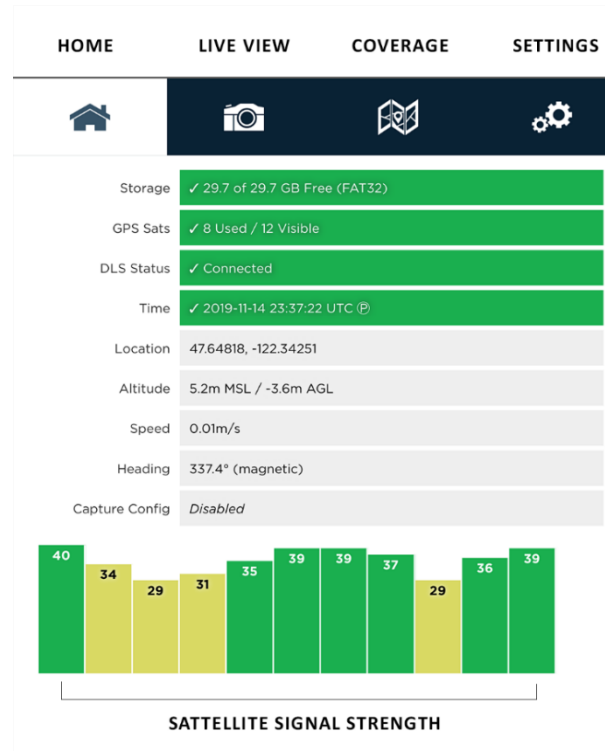 HOME LIVE VIEW COVERAGE SETTINGS
Storage ✓ 29.7 of 29.7 GB Free (FAT32)
GPS Sats ✓ 8 Used / 12 Visible
DLS Status ✓ Connected
Time ✓ 2019-11-14 23:37:22 UTC Ⓟ
Location 47.64818, -122.34251
Altitude 5.2m MSL / -3.6m AGL
Speed 0.01m/s
Heading 337.4° (magnetic)
Capture Config Disabled
40 34 29 31 35 39 39 37 29 36 39
SATTELLITE SIGNAL STRENGTH